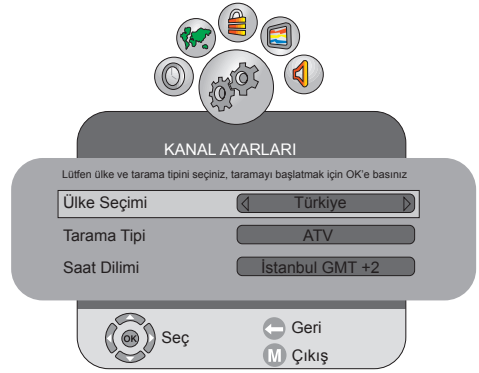 KANAL AYARLARI
Lütfen ülke ve tarama tipini seçiniz, taramayı başlatmak için OK'e basınız
Ülke Seçimi Türkiye
Tarama Tipi ATV
Saat Dilimi İstanbul GMT +2
OK Seç Geri
M Çıkış